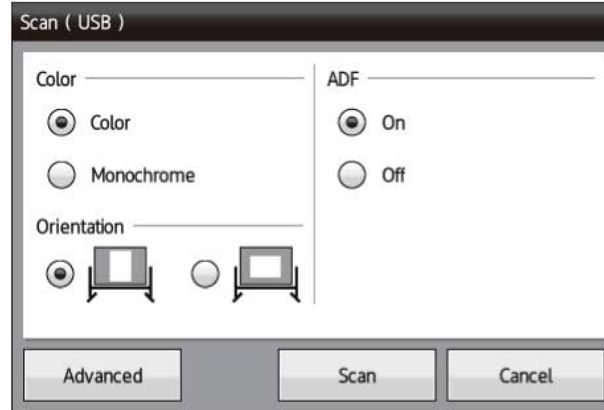 Scan ( USB )
Color
Color
Monochrome
Orientation
ADF
On
Off
Advanced
Scan
Cancel